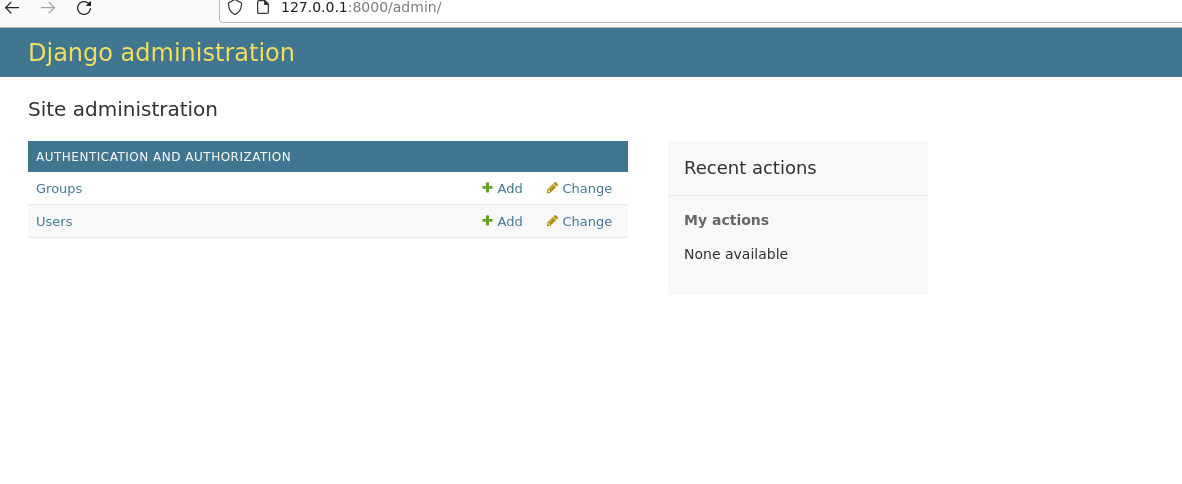 127.0.0.1:8000/admin/
Django administration
Site administration
AUTHENTICATION AND AUTHORIZATION
Groups Add Change
Users Add Change
Recent actions
My actions
None available